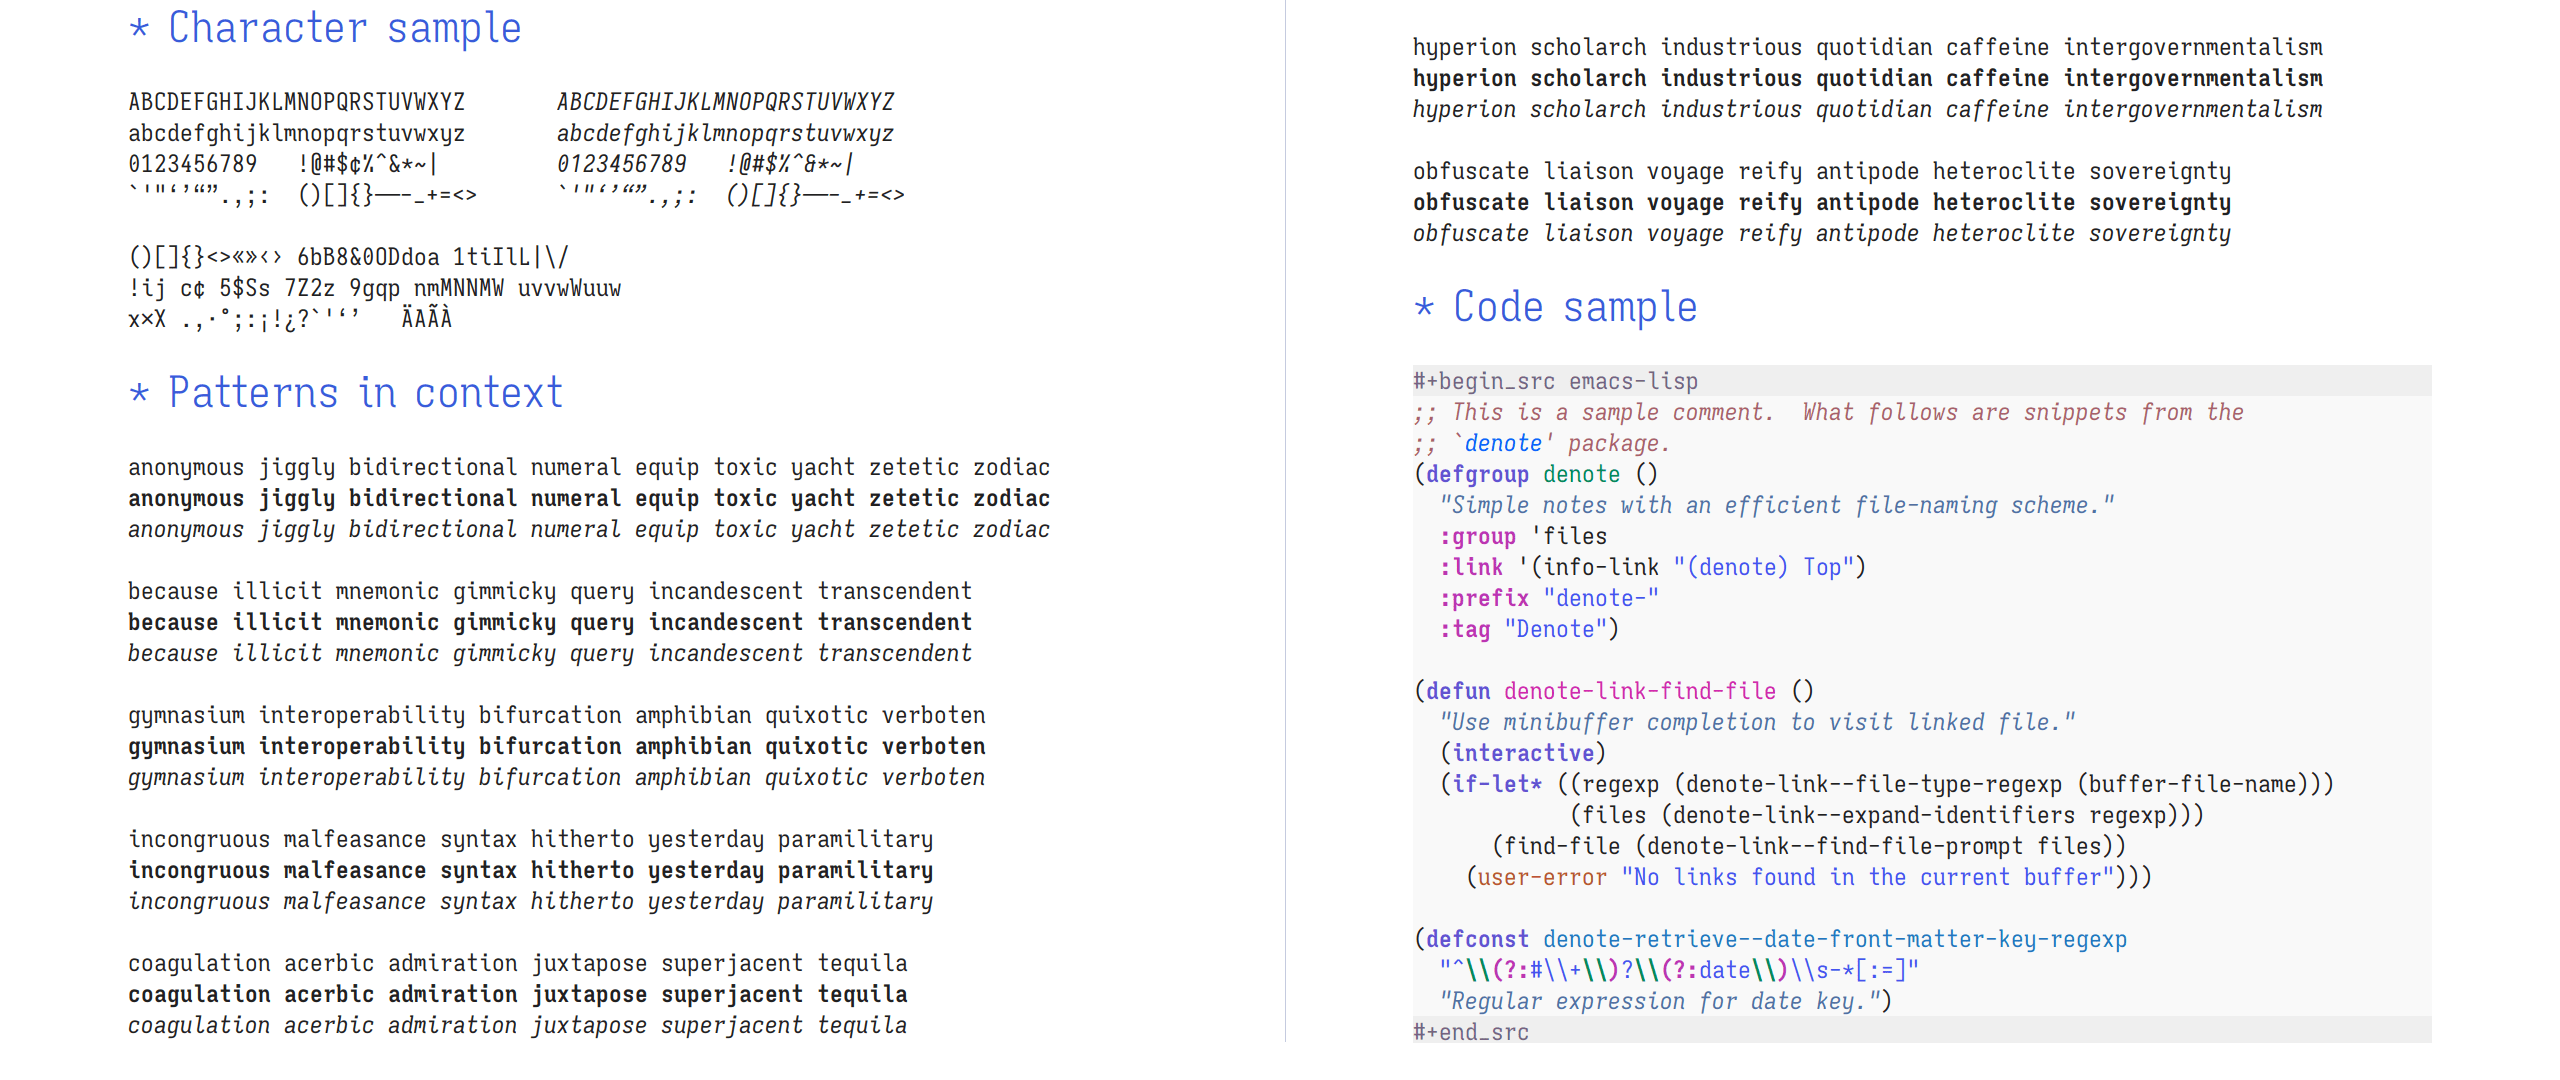 * Character sample
ABCDEFGHIJKLMNOPQRSTUVWXYZ ABCDEFGHIJKLMNOPQRSTUVWXYZ
abcdefghijklmnopqrstuvwxyz abcdefghijklmnopqrstuvwxyz
0123456789 !@#$¢%^&*~| 0123456789 !@#$%^&*~|
`'"‘’“”.,;: ()[]{}—–-_+=<> `'"‘’“”.,;: ()[]{}—–-_+=<>
()[]{}<>«»‹› 6bB8&0ODdoa 1tiIlL|\/
!ij c¢ 5$Ss 7Z2z 9gqp nmMNNMW uvvwWuuw
x×X .,·°;:¡!¿?`'‘’ ÄAÃÀ
* Patterns in context
anonymous jiggly bidirectional numeral equip toxic yacht zetetic zodiac
anonymous jiggly bidirectional numeral equip toxic yacht zetetic zodiac
anonymous jiggly bidirectional numeral equip toxic yacht zetetic zodiac
because illicit mnemonic gimmicky query incandescent transcendent
because illicit mnemonic gimmicky query incandescent transcendent
because illicit mnemonic gimmicky query incandescent transcendent
gymnasium interoperability bifurcation amphibian quixotic verboten
gymnasium interoperability bifurcation amphibian quixotic verboten
gymnasium interoperability bifurcation amphibian quixotic verboten
incongruous malfeasance syntax hitherto yesterday paramilitary
incongruous malfeasance syntax hitherto yesterday paramilitary
incongruous malfeasance syntax hitherto yesterday paramilitary
coagulation acerbic admiration juxtapose superjacent tequila
coagulation acerbic admiration juxtapose superjacent tequila
coagulation acerbic admiration juxtapose superjacent tequila
hyperion scholarch industrious quotidian caffeine intergovernmentalism
hyperion scholarch industrious quotidian caffeine intergovernmentalism
hyperion scholarch industrious quotidian caffeine intergovernmentalism
obfuscate liaison voyage reify antipode heteroclite sovereignty
obfuscate liaison voyage reify antipode heteroclite sovereignty
obfuscate liaison voyage reify antipode heteroclite sovereignty
* Code sample
#+begin_src emacs-lisp
;; This is a sample comment.  What follows are snippets from the
;; `denote' package.
(defgroup denote ()
  "Simple notes with an efficient file-naming scheme."
  :group 'files
  :link '(info-link "(denote) Top")
  :prefix "denote-"
  :tag "Denote")
(defun denote-link-find-file ()
  "Use minibuffer completion to visit linked file."
  (interactive)
  (if-let* ((regexp (denote-link--file-type-regexp (buffer-file-name)))
            (files (denote-link--expand-identifiers regexp)))
      (find-file (denote-link--find-file-prompt files))
    (user-error "No links found in the current buffer")))
(defconst denote-retrieve--date-front-matter-key-regexp
  "^\\(?:#\\+\\)?\\(?:date\\)\\s-*[:=]"
  "Regular expression for date key.")
#+end_src